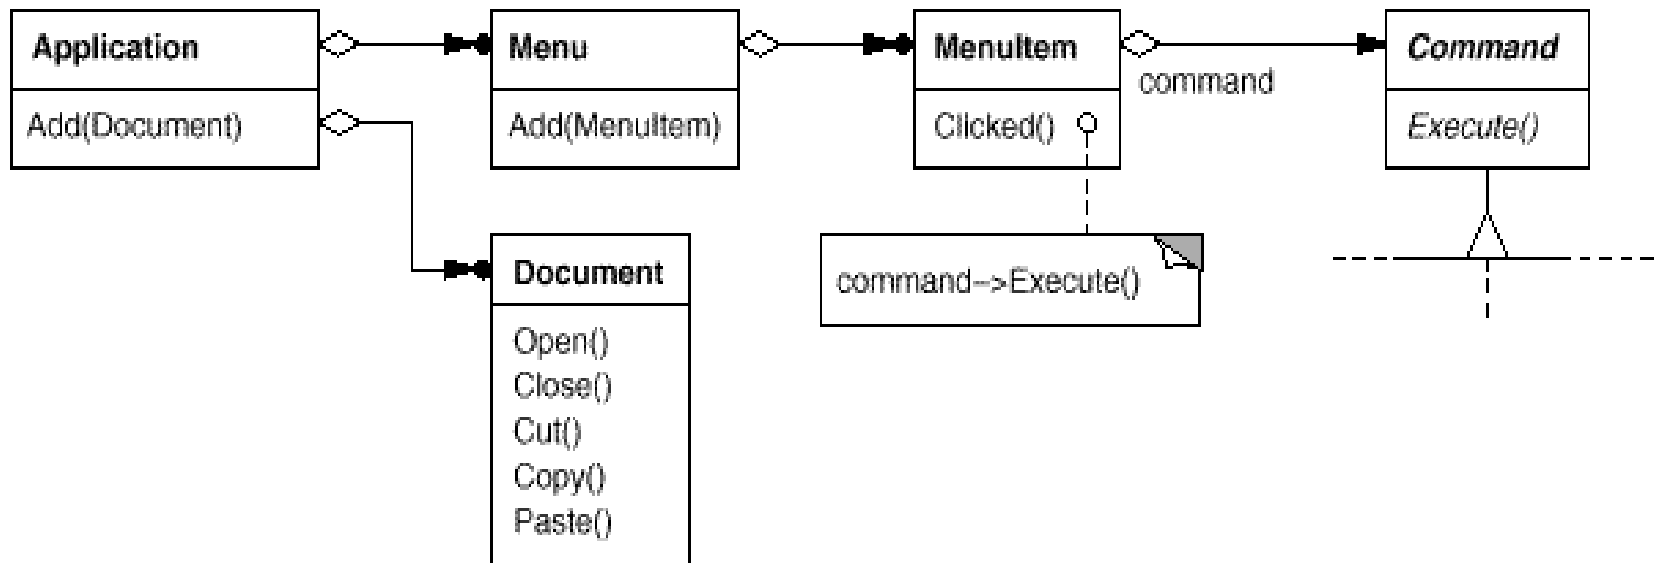 Application
Add(Document)
Menu
Add(MenuItem)
MenuItem
Clicked()
command
Command
Execute()
Document
Open()
Close()
Cut()
Copy()
Paste()
command–>Execute()